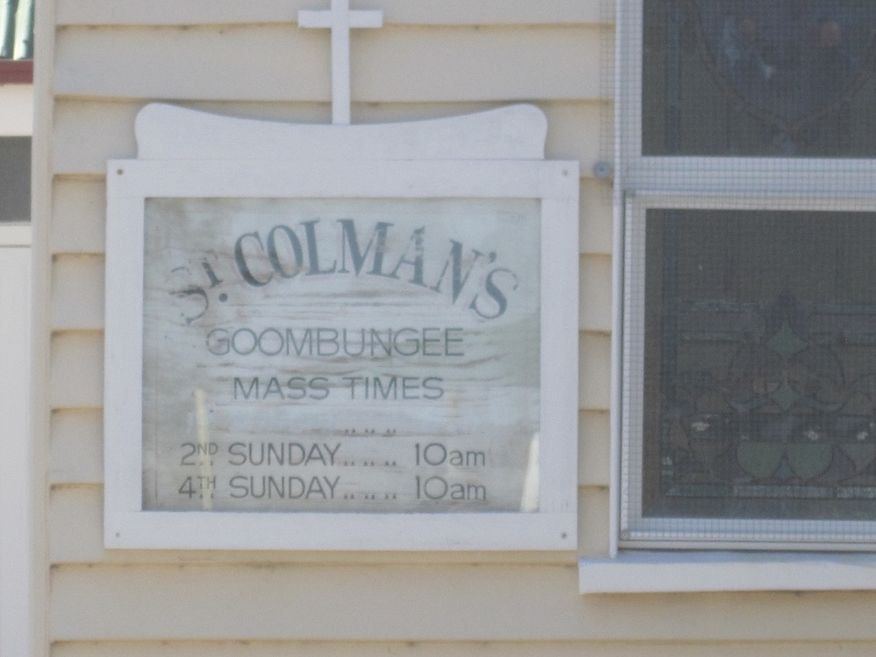 ST. COLMAN'S
GOOMBUNGEE
MASS TIMES
2ND SUNDAY.. .. .. 10am
4TH SUNDAY.. .. .. 10am